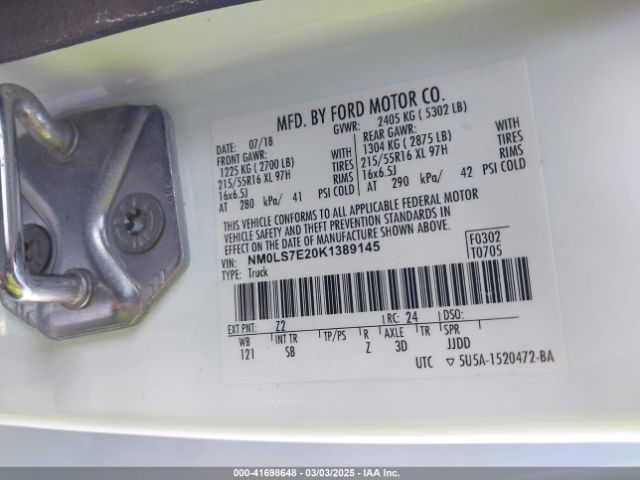 MFD. BY FORD MOTOR CO.
DATE: 07/18 GVWR: 2405 KG ( 5302 LB)
FRONT GAWR: REAR GAWR:
1225 KG ( 2700 LB) WITH 1304 KG ( 2875 LB) WITH
215/55R16 XL 97H TIRES 215/55R16 XL 97H TIRES
16x6.5J RIMS 16x6.5J RIMS
AT 280 kPa/ 41 PSI COLD AT 290 kPa/ 42 PSI COLD
THIS VEHICLE CONFORMS TO ALL APPLICABLE FEDERAL MOTOR
VEHICLE SAFETY AND THEFT PREVENTION STANDARDS IN
EFFECT ON THE DATE OF MANUFACTURE SHOWN ABOVE.
VIN: NM0LS7E20K1389145 F0302
TYPE: Truck T0705
EXT PNT: Z2 RC: 24 DSO:
WB INT TR TP/PS R AXLE TR SPR
121 SB Z 3D JJDD
UTC ▽ 5U5A-1520472-BA
00-41698648 - 03/03/2025 - IAA Inc.